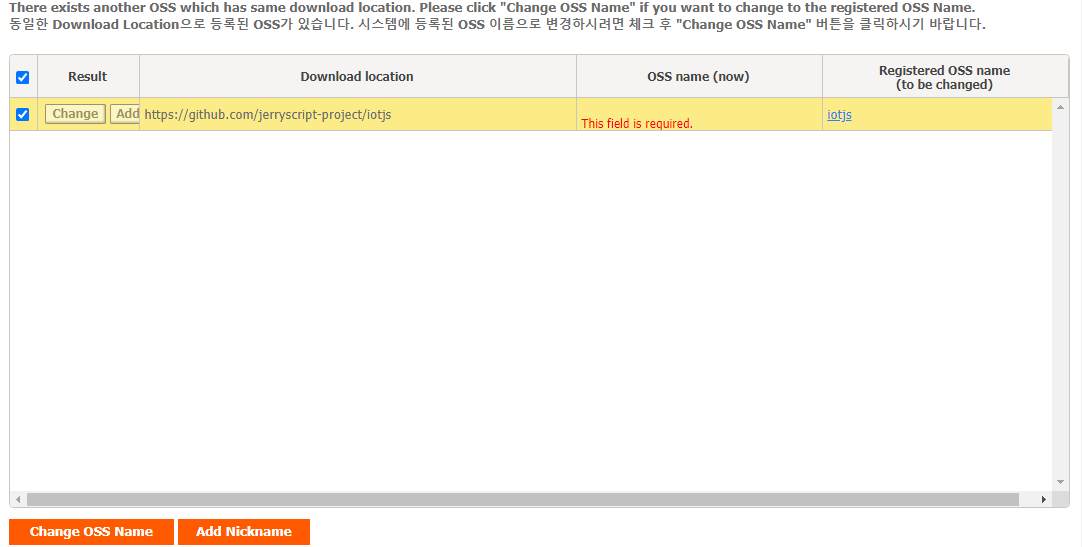 There exists another OSS which has same download location. Please click "Change OSS Name" if you want to change to the registered OSS Name.
동일한 Download Location으로 등록된 OSS가 있습니다. 시스템에 등록된 OSS 이름으로 변경하시려면 체크 후 "Change OSS Name" 버튼을 클릭하시기 바랍니다.
Result Download location OSS name (now) Registered OSS name
(to be changed)
Change Add https://github.com/jerryscript-project/iotjs This field is required. iotjs
Change OSS Name Add Nickname